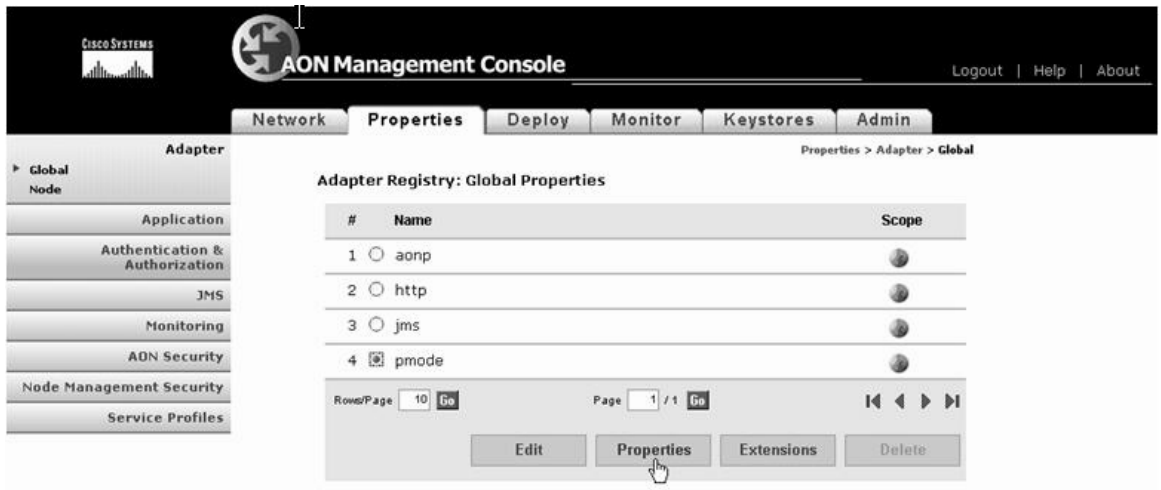 CISCO SYSTEMS
AON Management Console
Logout | Help | About
Network Properties Deploy Monitor Keystores Admin
Adapter
Global
Node
Application
Authentication &
Authorization
JMS
Monitoring
AON Security
Node Management Security
Service Profiles
Properties > Adapter > Global
Adapter Registry: Global Properties
# Name Scope
1 aonp
2 http
3 jms
4 pmode
Rows/Page 10 Go Page 1 / 1 Go
Edit Properties Extensions Delete